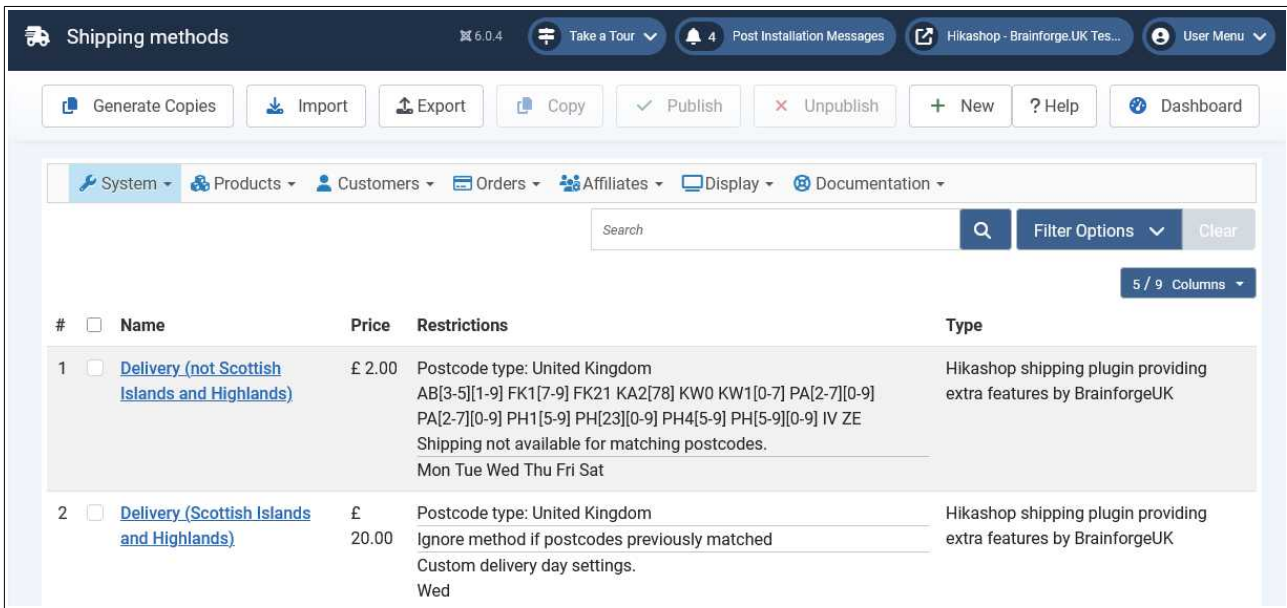 Shipping methods
6.0.4
Take a Tour
4 Post Installation Messages
Hikashop - Brainforge.UK Tes...
User Menu
Generate Copies
Import
Export
Copy
Publish
Unpublish
New
? Help
Dashboard
System
Products
Customers
Orders
Affiliates
Display
Documentation
Search
Filter Options
Clear
5 / 9 Columns
# Name Price Restrictions Type
1
Delivery (not Scottish
Islands and Highlands)
£ 2.00
Postcode type: United Kingdom
AB[3-5][1-9] FK1[7-9] FK21 KA2[78] KW0 KW1[0-7] PA[2-7][0-9]
PA[2-7][0-9] PH1[5-9] PH[23][0-9] PH4[5-9] PH[5-9][0-9] IV ZE
Shipping not available for matching postcodes.
Mon Tue Wed Thu Fri Sat
Hikashop shipping plugin providing
extra features by BrainforgeUK
2
Delivery (Scottish Islands
and Highlands)
£
20.00
Postcode type: United Kingdom
Ignore method if postcodes previously matched
Custom delivery day settings.
Wed
Hikashop shipping plugin providing
extra features by BrainforgeUK